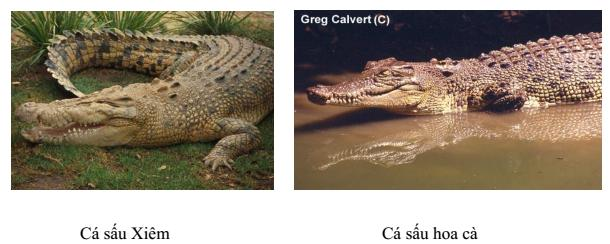 Greg Calvert (C)
Cá sấu Xiêm
Cá sấu hoa cà